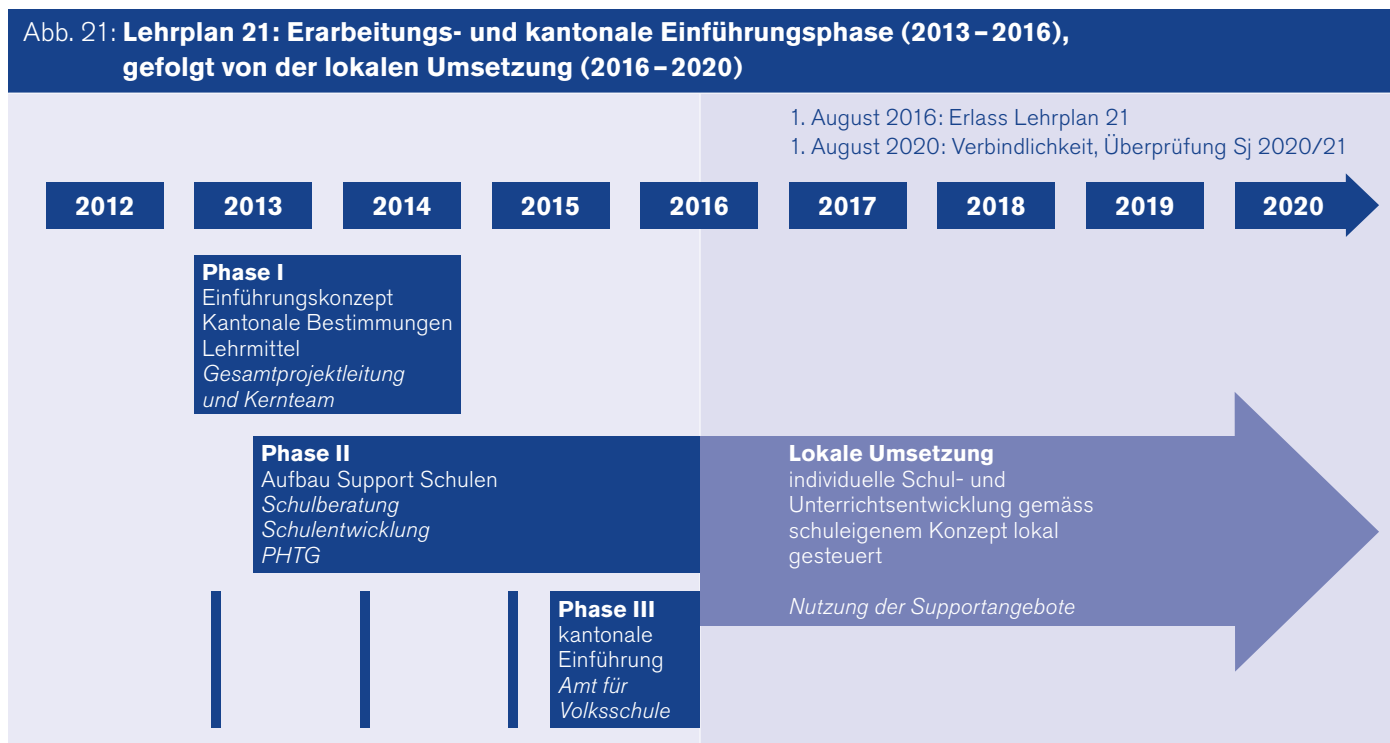 Abb. 21: Lehrplan 21: Erarbeitungs- und kantonale Einführungsphase (2013–2016),
gefolgt von der lokalen Umsetzung (2016–2020)
1. August 2016: Erlass Lehrplan 21
1. August 2020: Verbindlichkeit, Überprüfung Sj 2020/21
2012 2013 2014 2015 2016 2017 2018 2019 2020
Phase I
Einführungskonzept
Kantonale Bestimmungen
Lehrmittel
Gesamtprojektleitung
und Kernteam
Phase II
Aufbau Support Schulen
Schulberatung
Schulentwicklung
PHTG
Lokale Umsetzung
individuelle Schul- und
Unterrichtsentwicklung gemäss
schuleigenem Konzept lokal
gesteuert
Nutzung der Supportangebote
Phase III
kantonale
Einführung
Amt für
Volksschule